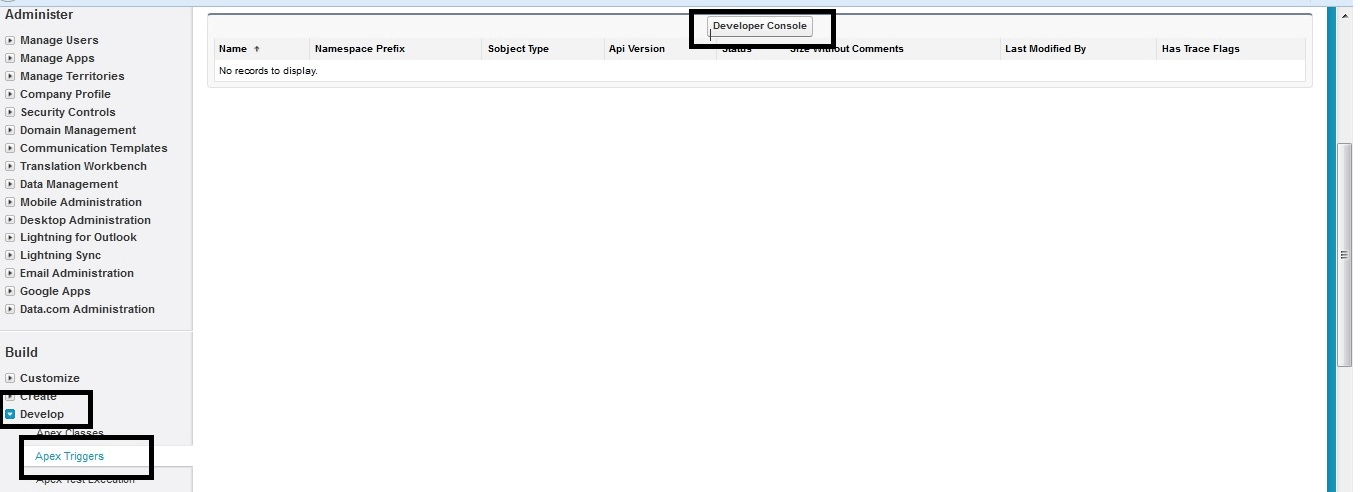 Administer
Manage Users
Manage Apps
Manage Territories
Company Profile
Security Controls
Domain Management
Communication Templates
Translation Workbench
Data Management
Mobile Administration
Desktop Administration
Lightning for Outlook
Lightning Sync
Email Administration
Google Apps
Data.com Administration
Build
Customize
Create
Develop
Apex Classes
Apex Triggers
Apex Test Execution
Developer Console
Name Namespace Prefix Sobject Type Api Version Status Size Without Comments Last Modified By Has Trace Flags
No records to display.